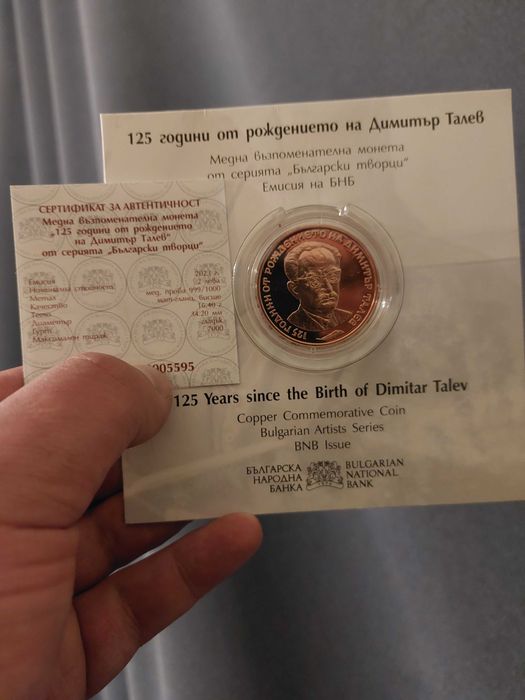 125 години от рождението на Димитър Талев
Медна възпоменателна монета
от серията „Български творци“
Емисия на БНБ
СЕРТИФИКАТ ЗА АВТЕНТИЧНОСТ
Медна възпоменателна монета
„125 години от рождението
на Димитър Талев“
от серията „Български творци“
Емисия 2023 г.
Номинална стойност 2 лева
Метал мед, проба 999/1000
Качество мат-гланц, висше
Тегло 16.40 г
Диаметър 34.20 мм
Гурт гладък
Максимален тираж 7000
005595
125 ГОДИНИ ОТ РОЖДЕНИЕТО НА ДИМИТЪР ТАЛЕВ
125 Years since the Birth of Dimitar Talev
Copper Commemorative Coin
Bulgarian Artists Series
BNB Issue
БЪЛГАРСКА
НАРОДНА
БАНКА
BULGARIAN
NATIONAL
BANK